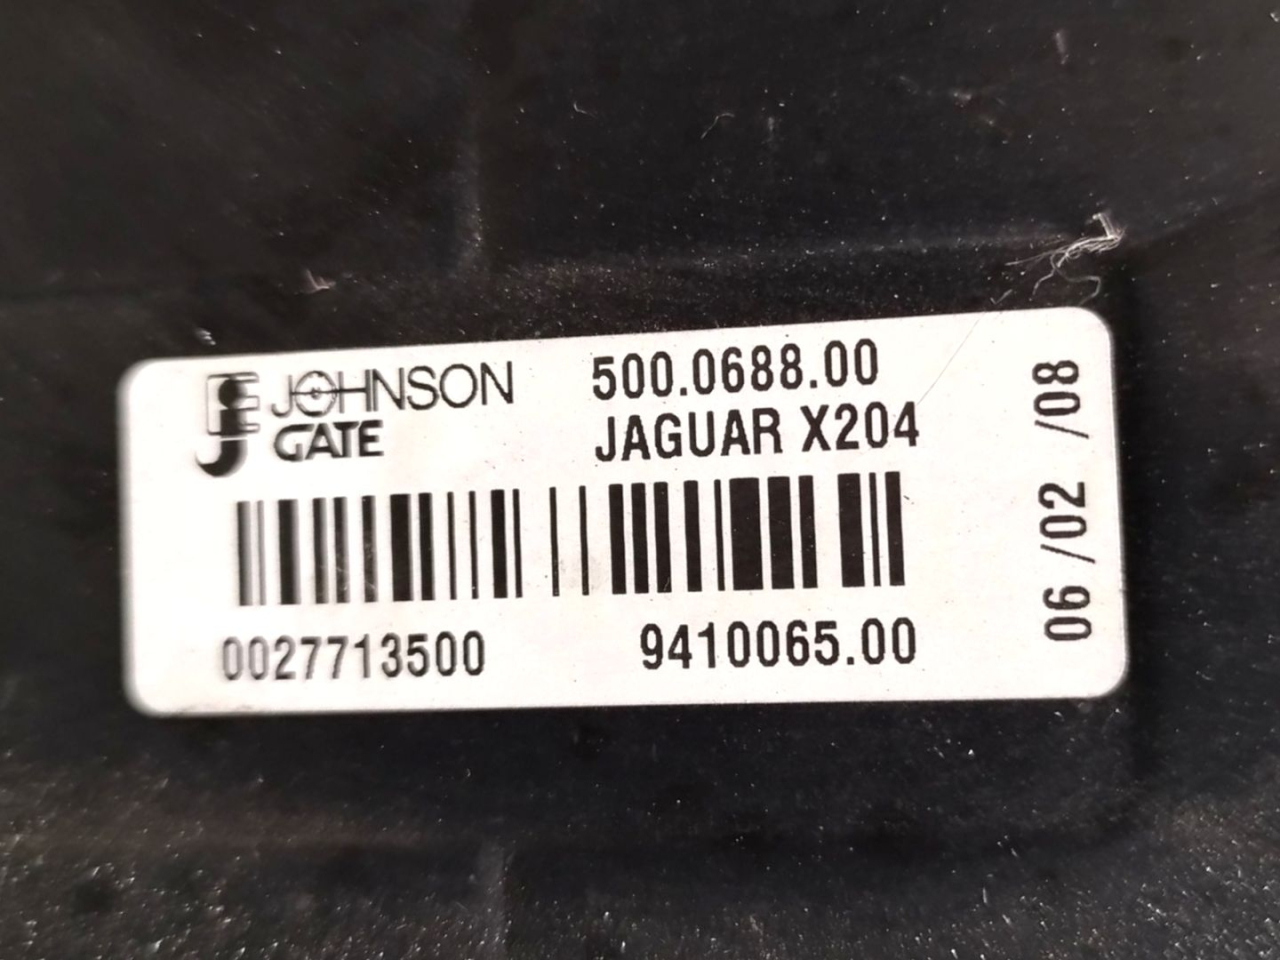 JOHNSON
GATE
500.0688.00
JAGUAR X204
0027713500
9410065.00
06 /02 /08